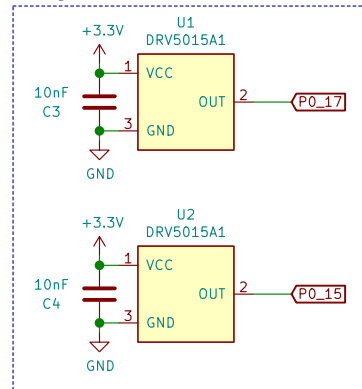 U1
+3.3V
DRV5015A1
1
VCC
10nF
C3
OUT
2
P0_17
3
GND
GND
U2
+3.3V
DRV5015A1
1
VCC
10nF
C4
OUT
2
P0_15
3
GND
GND